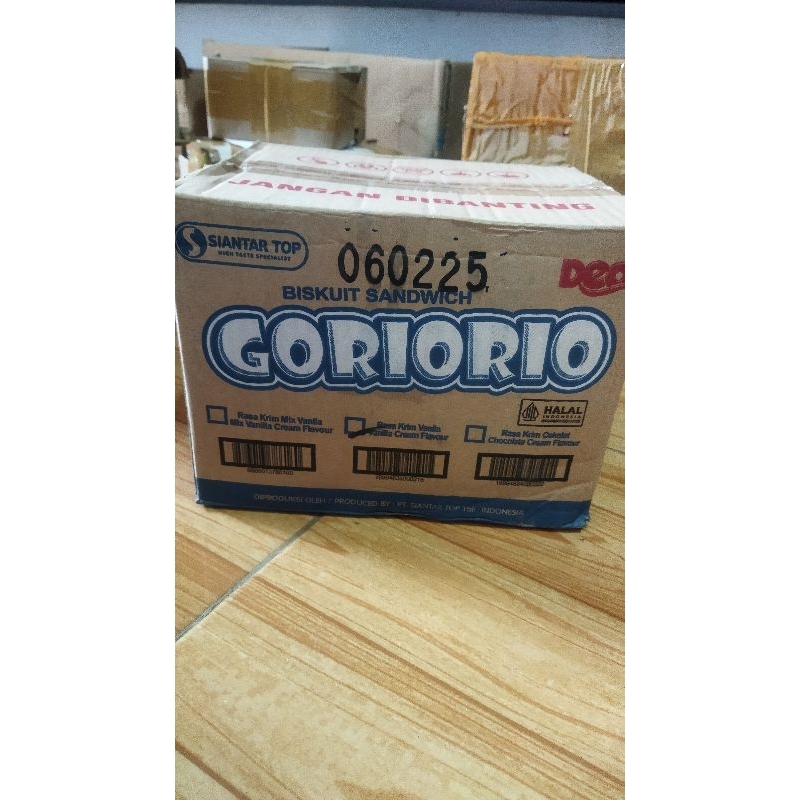 JANGAN DIBANTING
SIANTAR TOP
HIGH TASTE SPECIALIST
060225
BISKUIT SANDWICH
GORIORIO
HALAL
INDONESIA
Rasa Krim Mix Vanila
Mix Vanilla Cream Flavour
Rasa Krim Vanila
Vanilla Cream Flavour
Rasa Krim Cokelat
Chocolate Cream Flavour
DIPRODUKSI OLEH / PRODUCED BY : PT. SIANTAR TOP Tbk INDONESIA